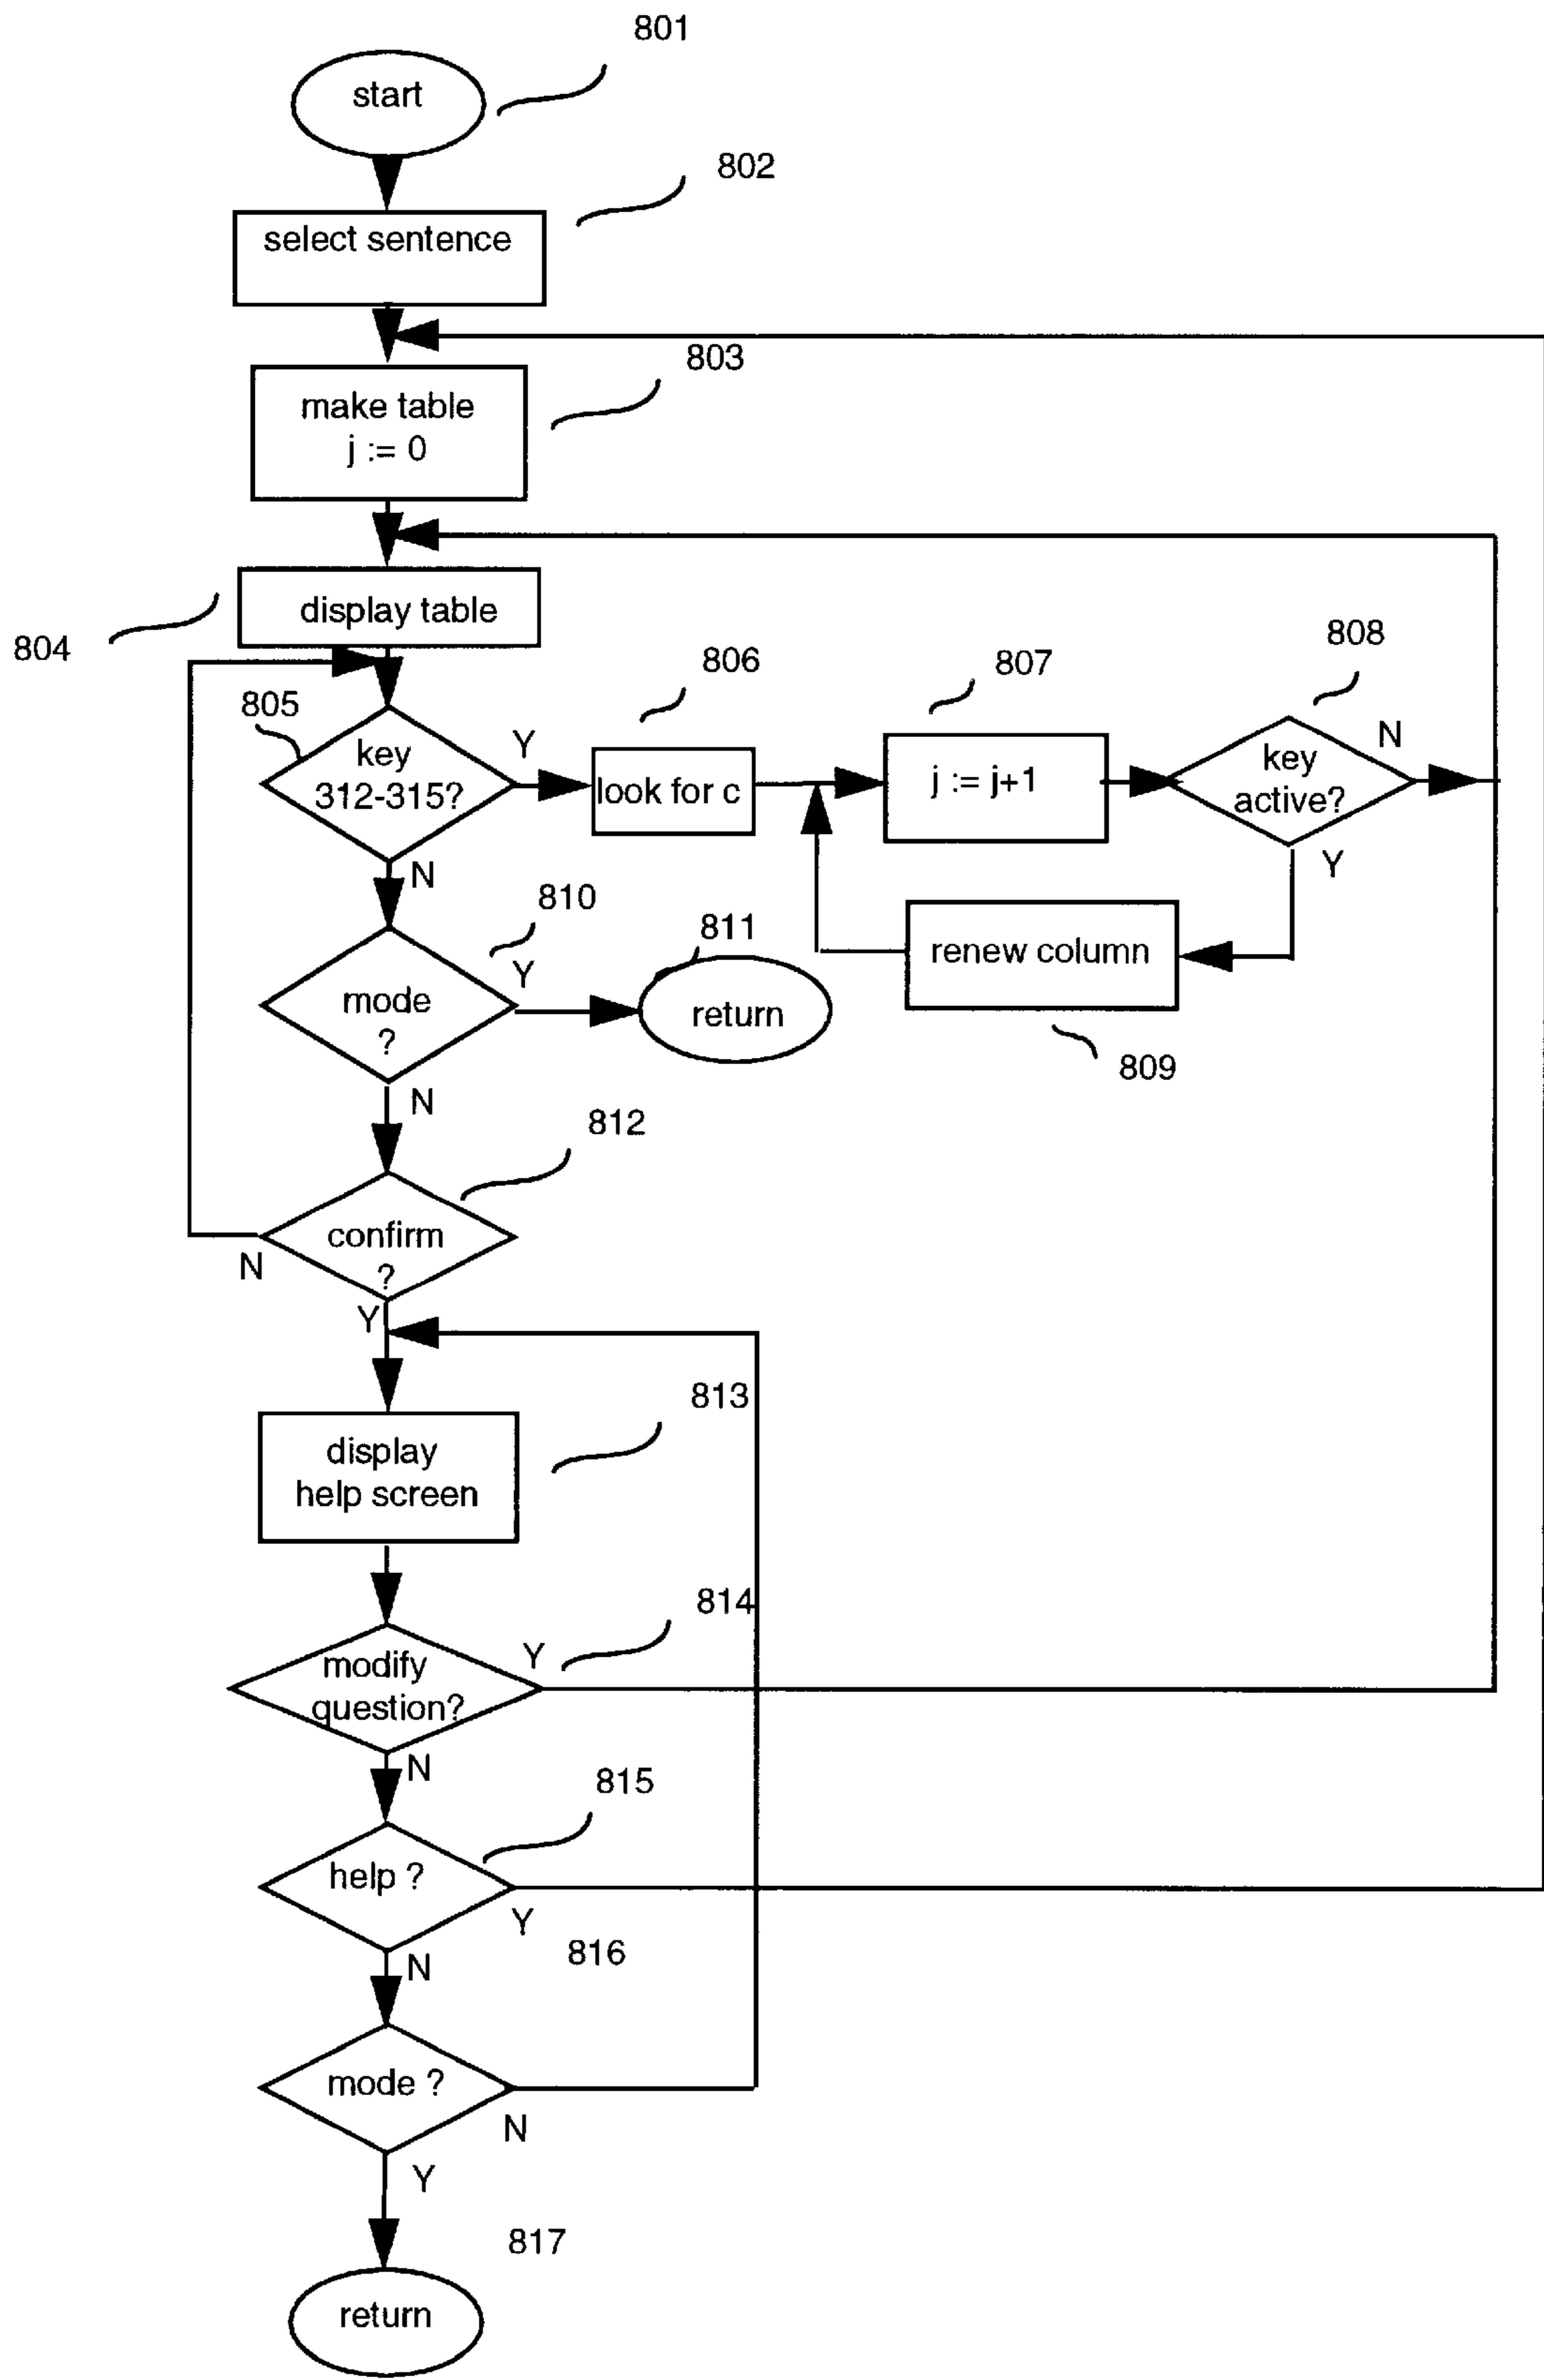 801
start
802
select sentence
803
make table
j := 0
804
display table
805
key
312-315?
Y
N
806
look for c
807
j := j+1
808
key
active?
N
Y
renew column
809
810
mode
?
Y
N
811
return
812
confirm
?
N
Y
813
display
help screen
814
modify
question?
Y
N
815
help ?
Y
N
816
mode ?
N
Y
817
return